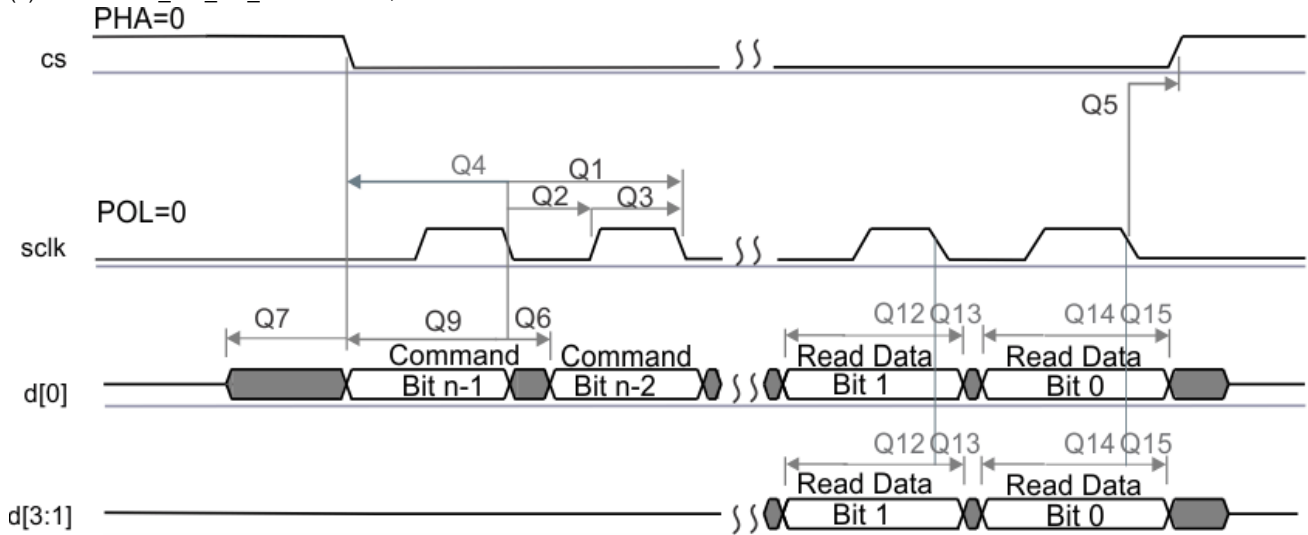 PHA=0
cs
Q5
Q4 Q1
Q2 Q3
POL=0
sclk
Q7 Q9 Q6 Q12 Q13 Q14 Q15
Command Command Read Data Read Data
d[0] Bit n-1 Bit n-2 Bit 1 Bit 0
Q12 Q13 Q14 Q15
Read Data Read Data
d[3:1] Bit 1 Bit 0